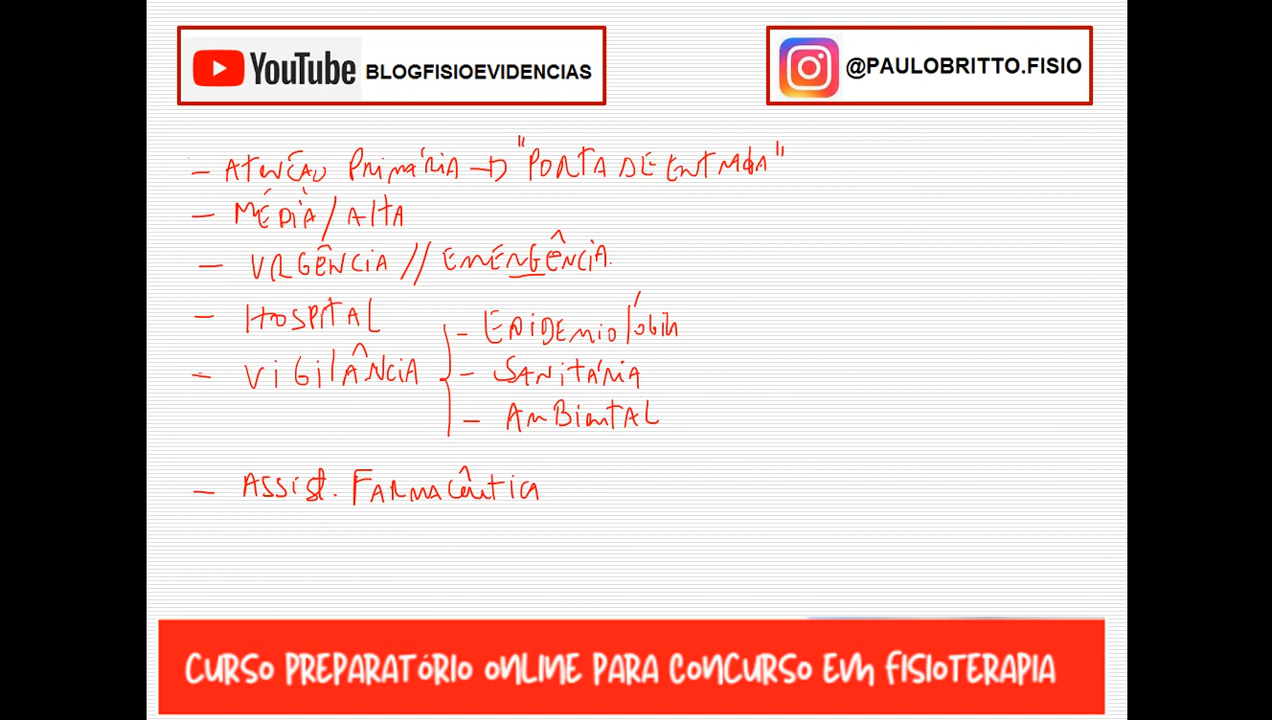 YouTube BLOGFISIOEVIDENCIAS
@PAULOBRITTO.FISIO
- ATENÇÃO PRIMÁRIA → "PORTA DE ENTRADA"
- MÉDIA / ALTA
- URGÊNCIA // EMERGÊNCIA.
- HOSPITAL
- VIGILÂNCIA { - EPIDEMIOLÓGICA
- SANITÁRIA
- AMBIENTAL
- ASSIST. FARMACÊUTICA
CURSO PREPARATÓRIO ONLINE PARA CONCURSO EM FISIOTERAPIA